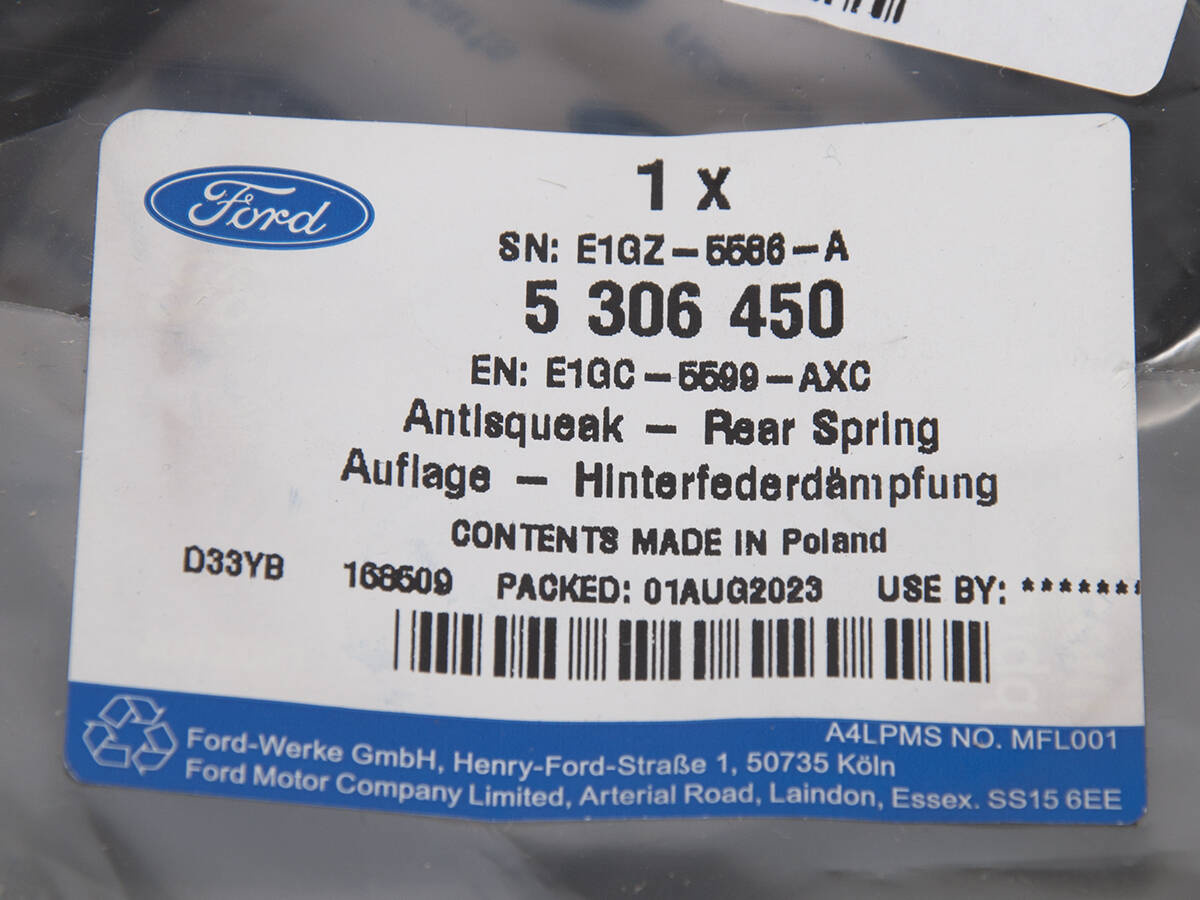 Ford
1 x
SN: E1GZ-5586-A
5 306 450
EN: E1GC-5599-AXC
Antisqueak - Rear Spring
Auflage - Hinterfederdämpfung
CONTENTS MADE IN Poland
D33YB 168509 PACKED: 01AUG2023 USE BY: *******
A4LPMS NO. MFL001
Ford-Werke GmbH, Henry-Ford-Straße 1, 50735 Köln
Ford Motor Company Limited, Arterial Road, Laindon, Essex. SS15 6EE